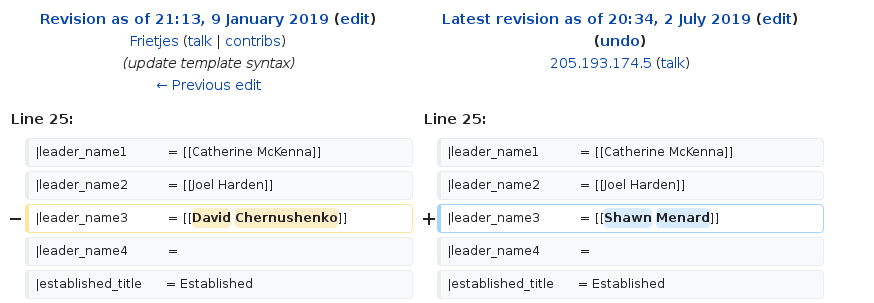 Revision as of 21:13, 9 January 2019 (edit)
Frietjes (talk | contribs)
(update template syntax)
← Previous edit
Latest revision as of 20:34, 2 July 2019 (edit)
(undo)
205.193.174.5 (talk)
Line 25:
Line 25:
|leader_name1 = [[Catherine McKenna]]
|leader_name1 = [[Catherine McKenna]]
|leader_name2 = [[Joel Harden]]
|leader_name2 = [[Joel Harden]]
− |leader_name3 = [[David Chernushenko]]
+ |leader_name3 = [[Shawn Menard]]
|leader_name4 =
|leader_name4 =
|established_title = Established
|established_title = Established